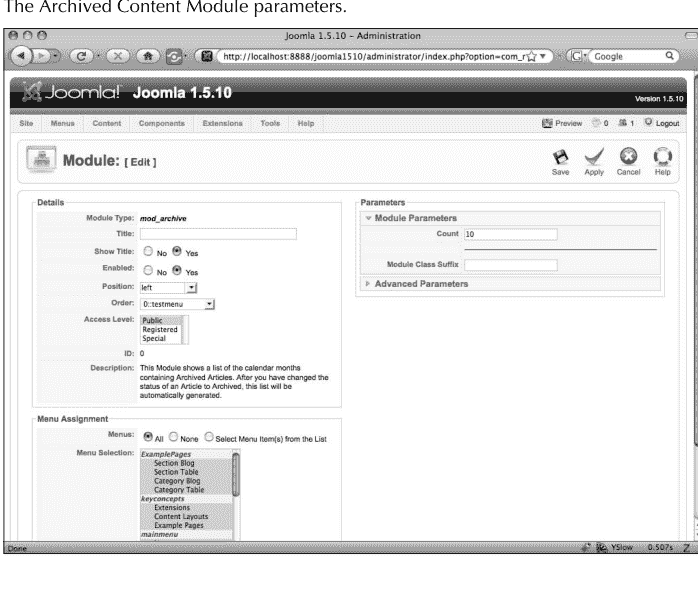 The Archived Content Module parameters.
Joomla 1.5.10 - Administration
http://localhost:8888/joomla1510/administrator/index.php?option=com_r
Google
Joomla! Joomla 1.5.10
Version 1.5.10
Site Menus Content Components Extensions Tools Help
Preview 0 1 Logout
Module: [ Edit ]
Save Apply Cancel Help
Details
Module Type: mod_archive
Title:
Show Title: No Yes
Enabled: No Yes
Position: left
Order: 0::testmenu
Access Level: Public
Registered
Special
ID: 0
Description: This Module shows a list of the calendar months
containing Archived Articles. After you have changed the
status of an Article to Archived, this list will be
automatically generated.
Parameters
Module Parameters
Count 10
Module Class Suffix
Advanced Parameters
Menu Assignment
Menus: All None Select Menu Item(s) from the List
Menu Selection: ExamplePages
Section Blog
Section Table
Category Blog
Category Table
keyconcepts
Extensions
Content Layouts
Example Pages
mainmenu
Done
YSlow 0.507s